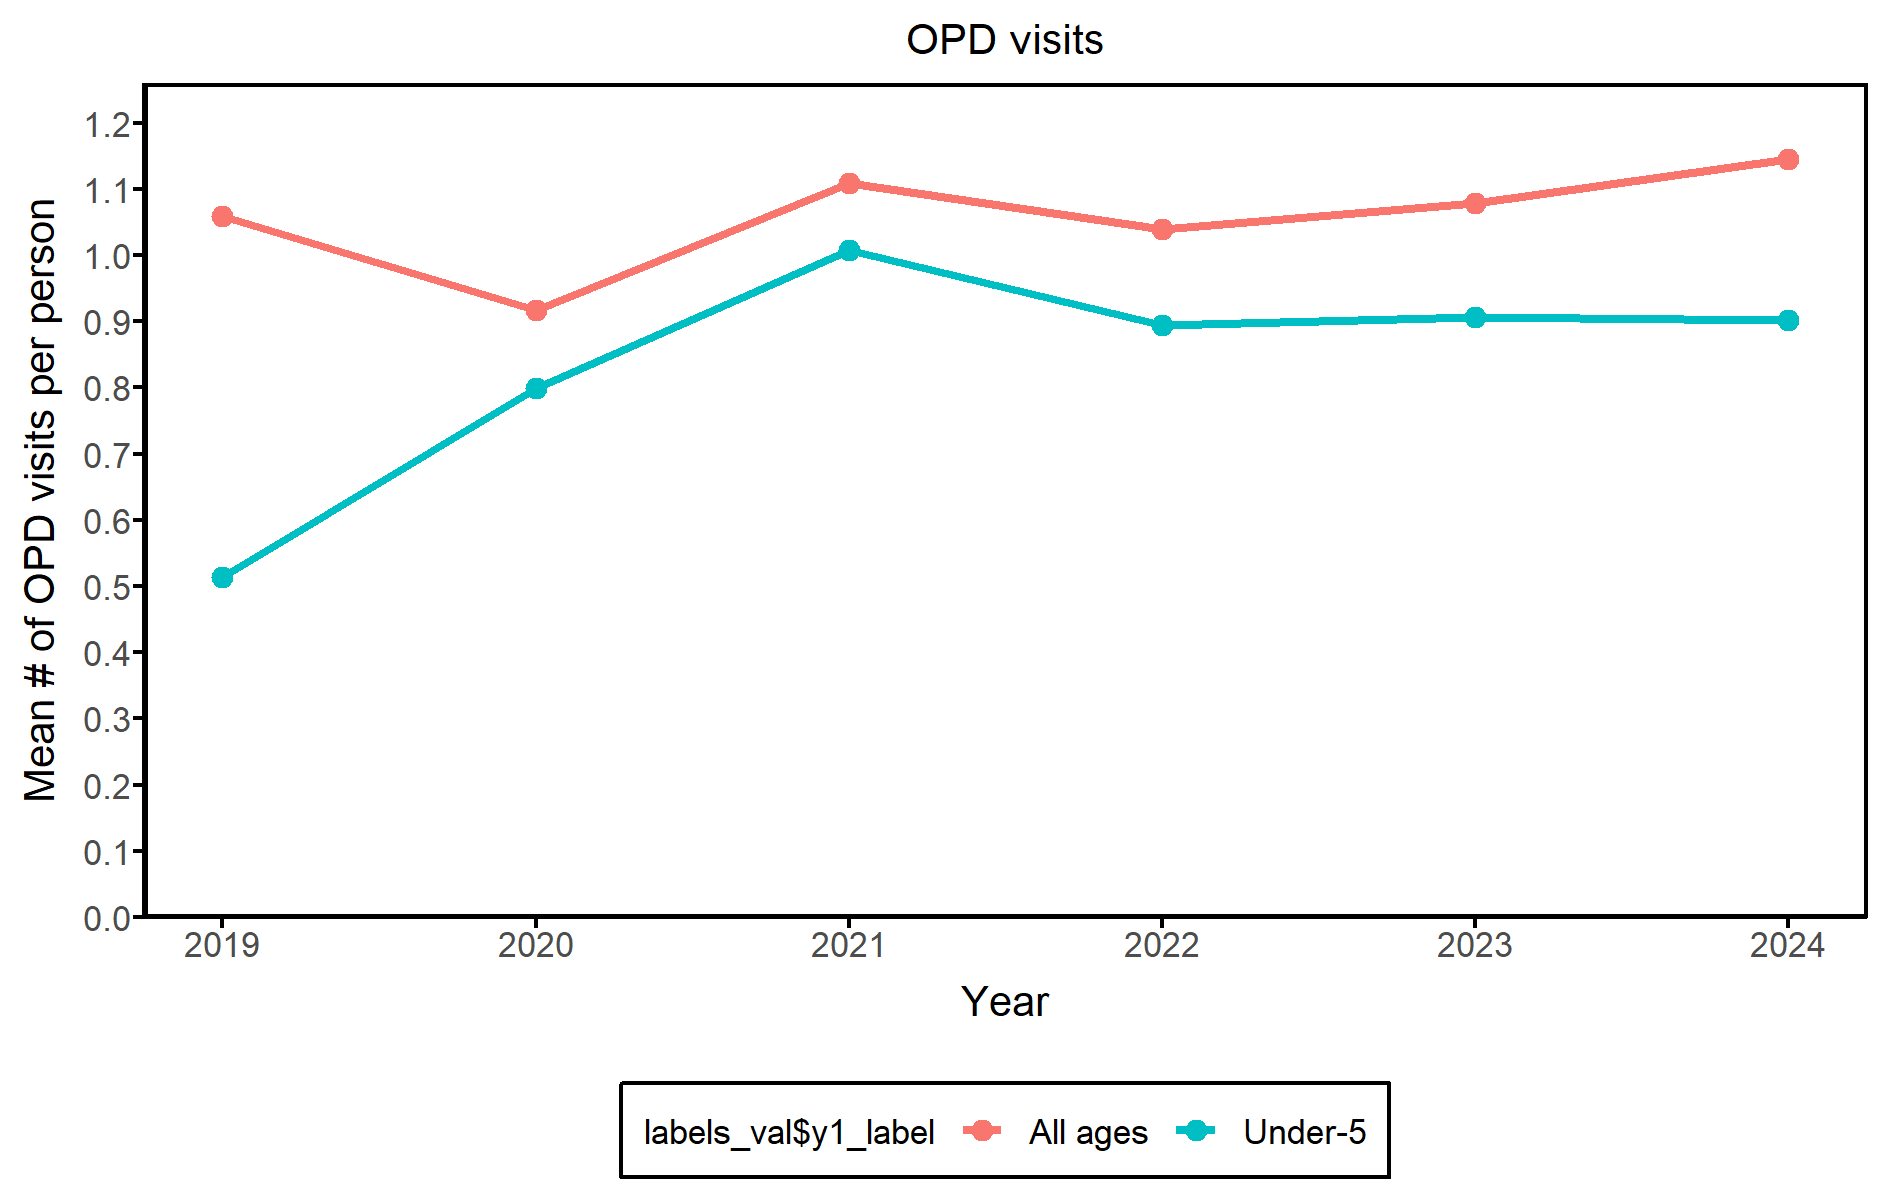 OPD visits
Mean # of OPD visits per person
1.2
1.1
1.0
0.9
0.8
0.7
0.6
0.5
0.4
0.3
0.2
0.1
0.0
2019 2020 2021 2022 2023 2024
Year
labels_val$y1_label All ages Under-5